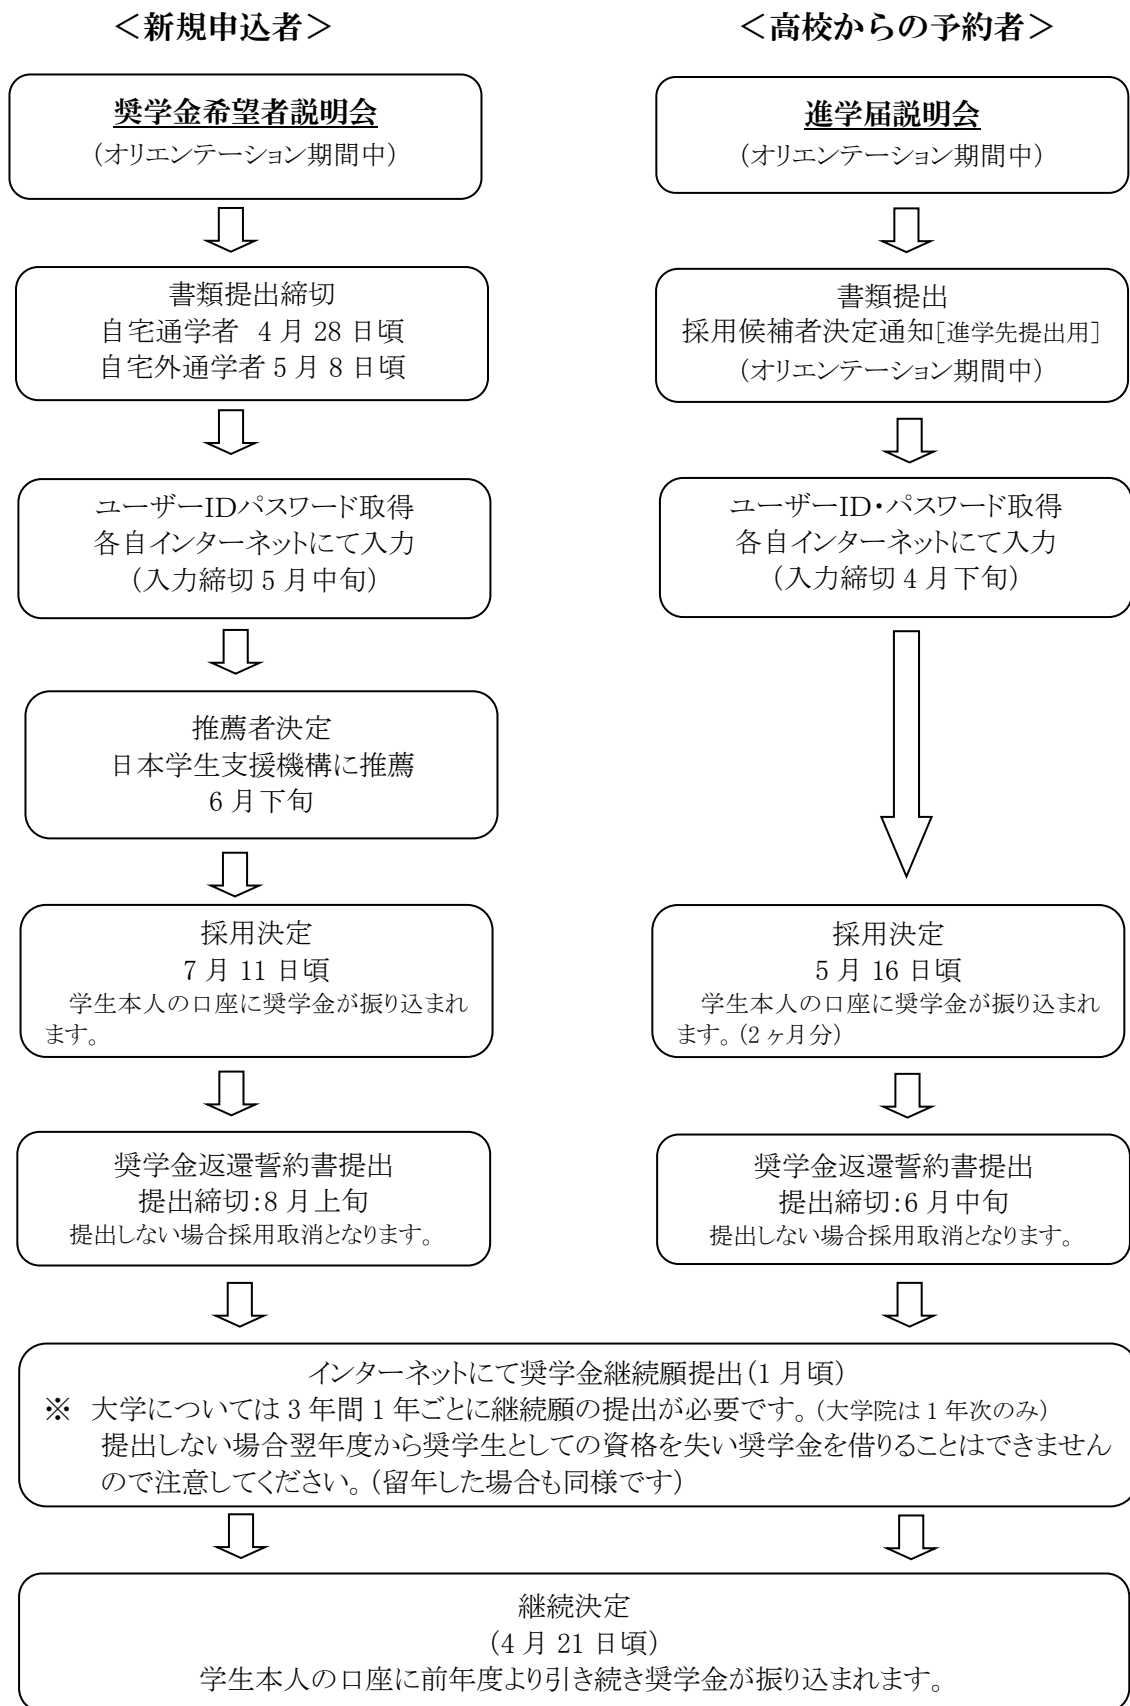 ＜新規申込者＞
奨学金希望者説明会
(オリエンテーション期間中)
書類提出締切
自宅通学者 4月28日頃
自宅外通学者5月8日頃
ユーザーIDパスワード取得
各自インターネットにて入力
(入力締切5月中旬)
推薦者決定
日本学生支援機構に推薦
6月下旬
採用決定
7月11日頃
学生本人の口座に奨学金が振り込まれ
ます。
奨学金返還誓約書提出
提出締切:8月上旬
提出しない場合採用取消となります。
＜高校からの予約者＞
進学届説明会
(オリエンテーション期間中)
書類提出
採用候補者決定通知[進学先提出用]
(オリエンテーション期間中)
ユーザーID・パスワード取得
各自インターネットにて入力
(入力締切4月下旬)
採用決定
5月16日頃
学生本人の口座に奨学金が振り込まれ
ます。(2ヶ月分)
奨学金返還誓約書提出
提出締切:6月中旬
提出しない場合採用取消となります。
インターネットにて奨学金継続願提出(1月頃)
※ 大学については3年間1年ごとに継続願の提出が必要です。(大学院は1年次のみ)
提出しない場合翌年度から奨学生としての資格を失い奨学金を借りることはできません
ので注意してください。(留年した場合も同様です)
継続決定
(4月21日頃)
学生本人の口座に前年度より引き続き奨学金が振り込まれます。